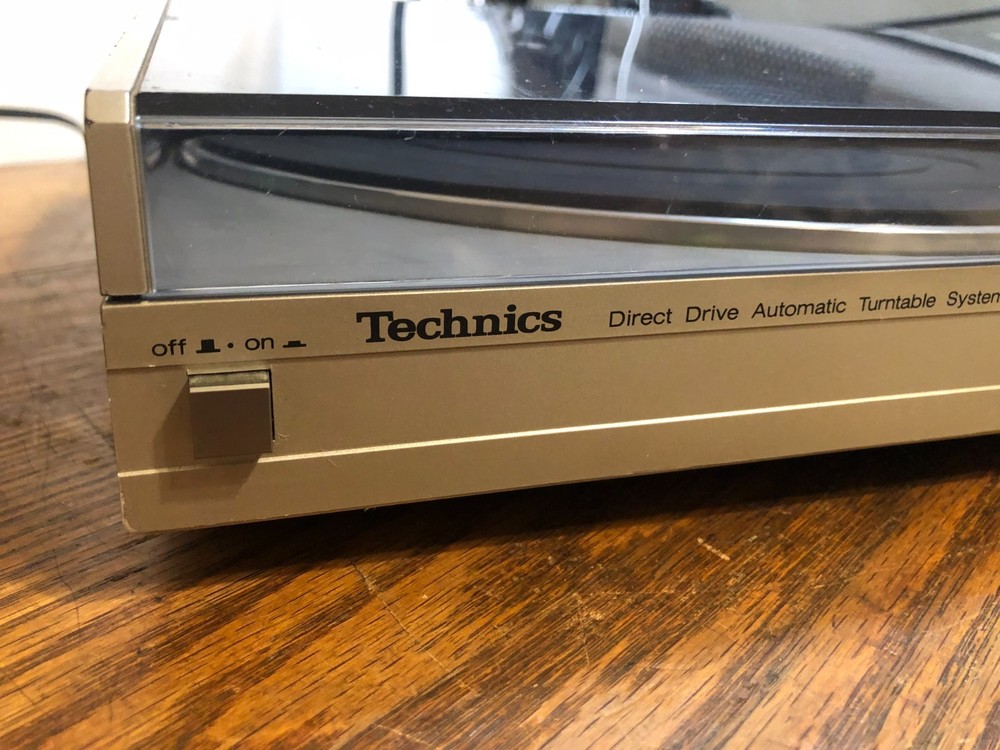 Technics Direct Drive Automatic Turntable System
off · on